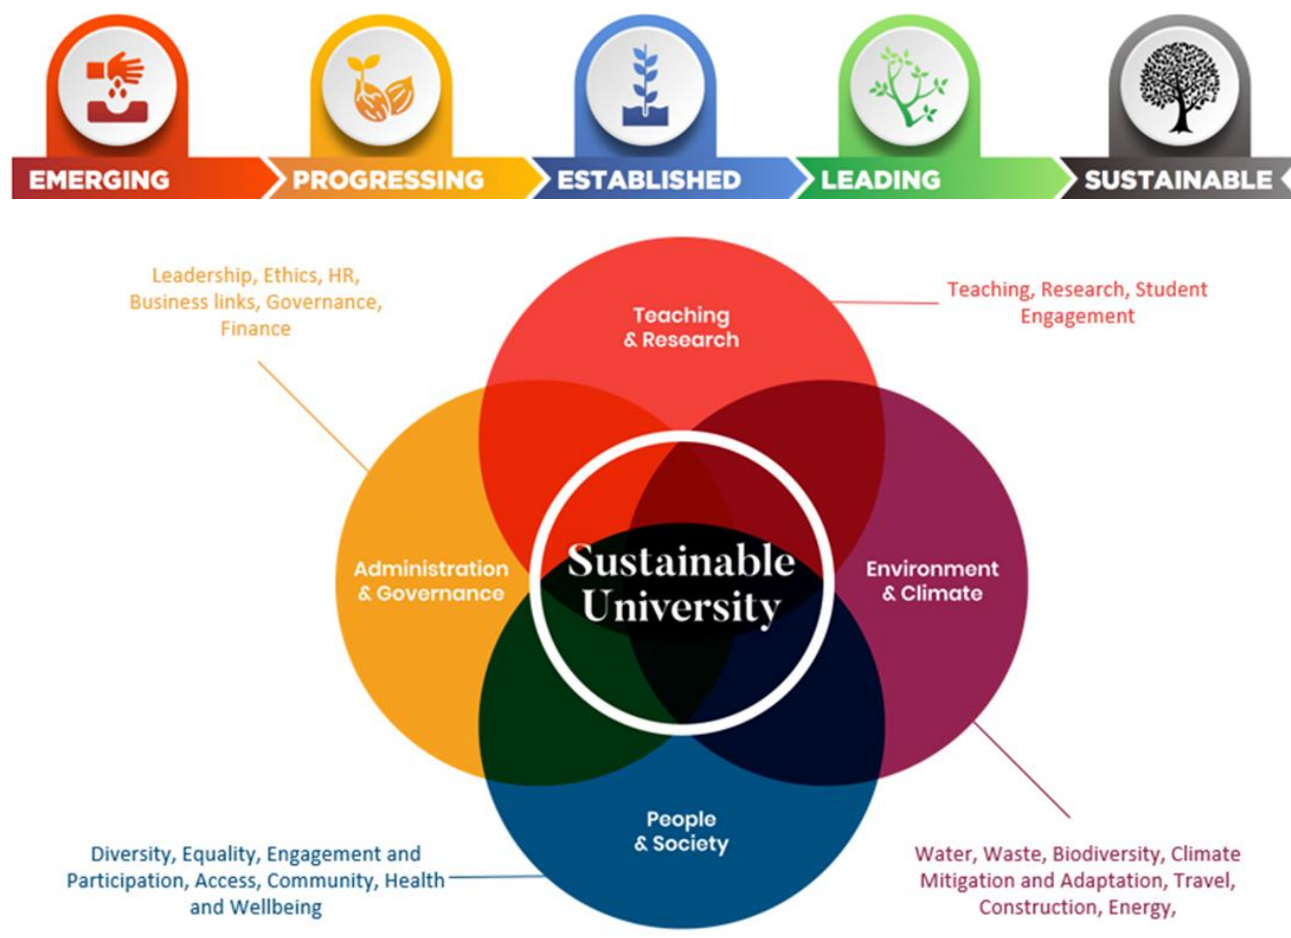 EMERGING
PROGRESSING
ESTABLISHED
LEADING
SUSTAINABLE
Leadership, Ethics, HR,
Business links, Governance,
Finance
Teaching, Research, Student
Engagement
Teaching
& Research
Administration
& Governance
Sustainable
University
Environment
& Climate
People
& Society
Diversity, Equality, Engagement and
Participation, Access, Community, Health
and Wellbeing
Water, Waste, Biodiversity, Climate
Mitigation and Adaptation, Travel,
Construction, Energy,